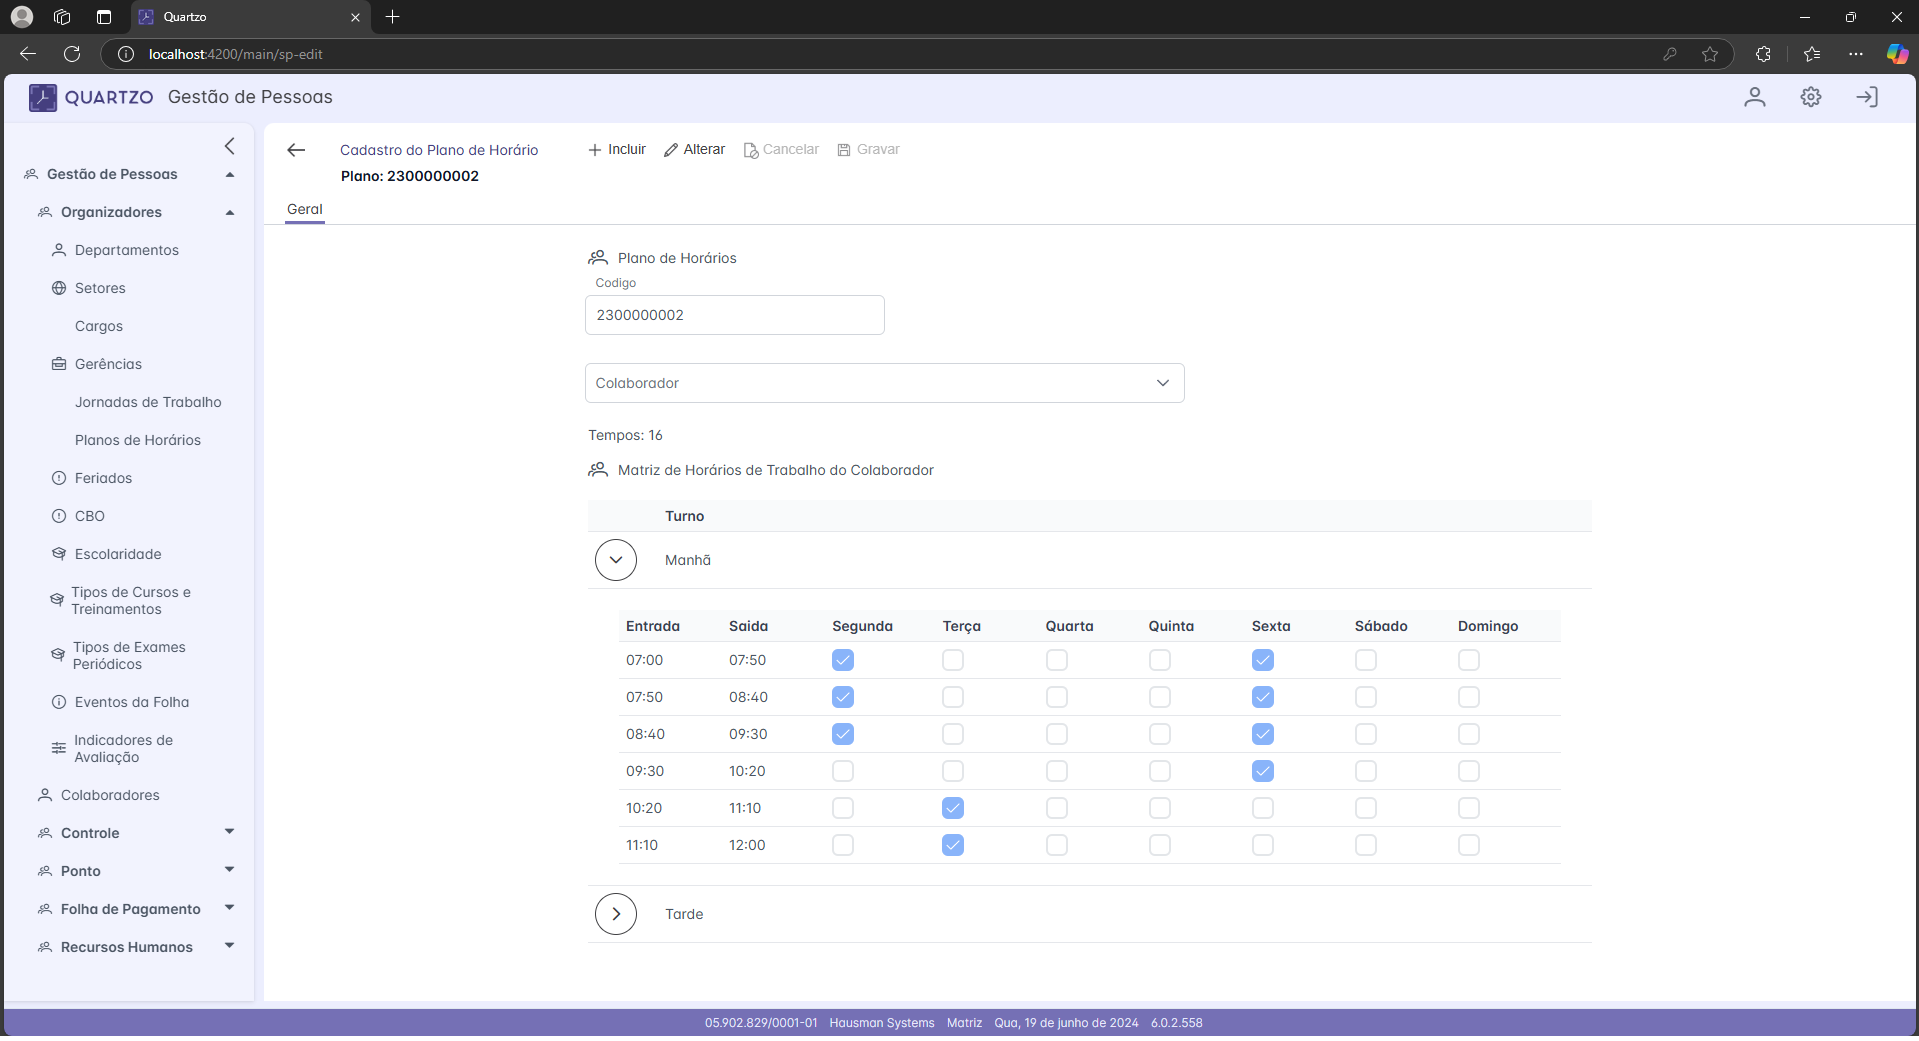 Quartzo
localhost:4200/main/sp-edit
QUARTZO Gestão de Pessoas
Gestão de Pessoas
Organizadores
Departamentos
Setores
Cargos
Gerências
Jornadas de Trabalho
Planos de Horários
Feriados
CBO
Escolaridade
Tipos de Cursos e
Treinamentos
Tipos de Exames
Periódicos
Eventos da Folha
Indicadores de
Avaliação
Colaboradores
Controle
Ponto
Folha de Pagamento
Recursos Humanos
Cadastro do Plano de Horário
Incluir Alterar Cancelar Gravar
Plano: 2300000002
Geral
Plano de Horários
Codigo
2300000002
Colaborador
Tempos: 16
Matriz de Horários de Trabalho do Colaborador
Turno
Manhã
Entrada Saida Segunda Terça Quarta Quinta Sexta Sábado Domingo
07:00 07:50
07:50 08:40
08:40 09:30
09:30 10:20
10:20 11:10
11:10 12:00
Tarde
05.902.829/0001-01 Hausman Systems Matriz Qua, 19 de junho de 2024 6.0.2.558